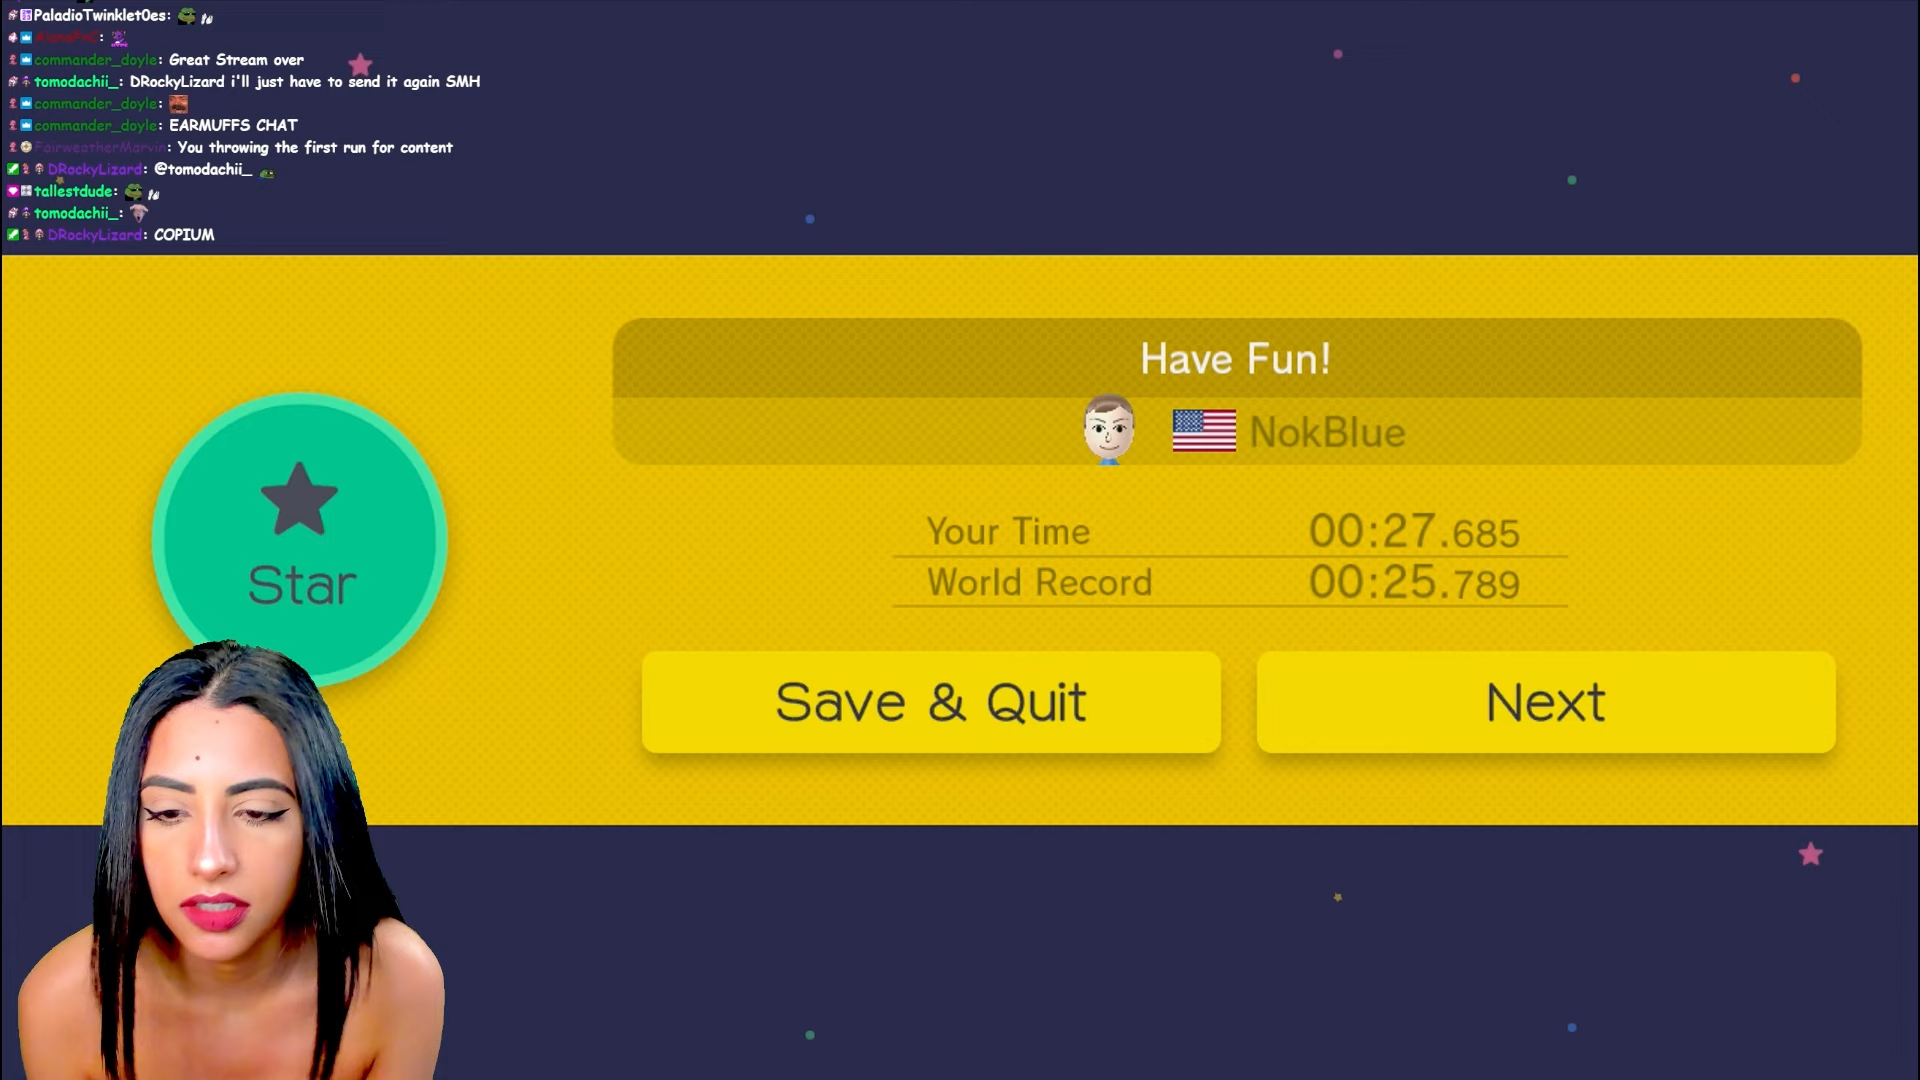 PaladioTwinklet0es:
AlanaPnC:
commander_doyle: Great Stream over
tomodachii_: DRockyLizard i'll just have to send it again SMH
commander_doyle:
commander_doyle: EARMUFFS CHAT
FairweatherMarvin: You throwing the first run for content
DRockyLizard: @tomodachii_
tallestdude:
tomodachii_:
DRockyLizard: COPIUM
Have Fun!
NokBlue
Star
Your Time 00:27.685
World Record 00:25.789
Save & Quit
Next